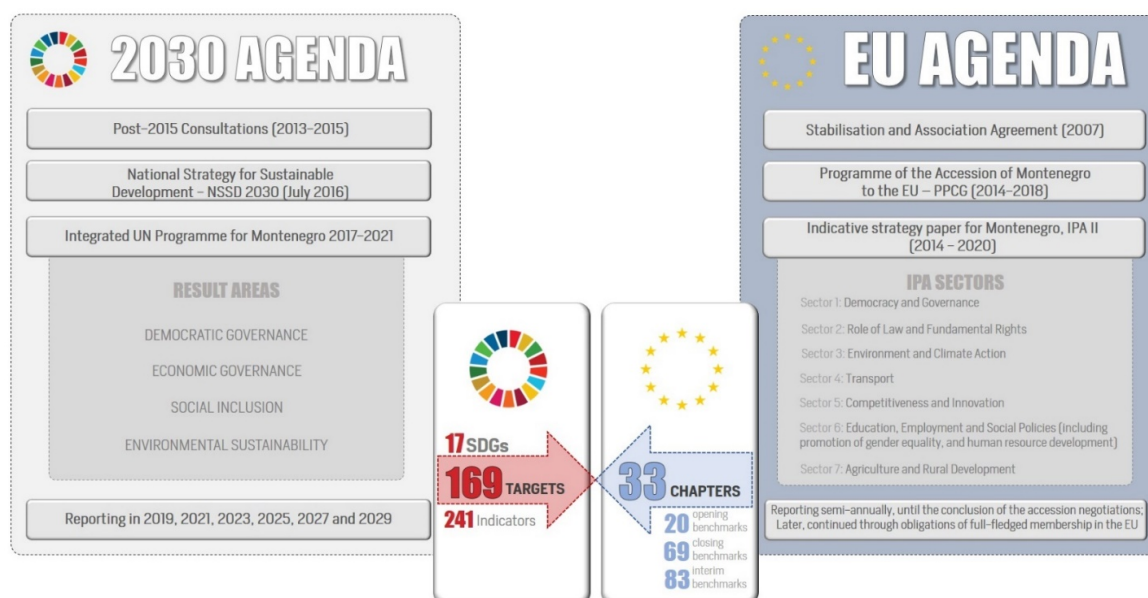 2030 AGENDA
Post-2015 Consultations (2013-2015)
National Strategy for Sustainable
Development – NSSD 2030 (July 2016)
Integrated UN Programme for Montenegro 2017-2021
RESULT AREAS
DEMOCRATIC GOVERNANCE
ECONOMIC GOVERNANCE
SOCIAL INCLUSION
ENVIRONMENTAL SUSTAINABILITY
Reporting in 2019, 2021, 2023, 2025, 2027 and 2029
17 SDGs
169 TARGETS
241 Indicators
33 CHAPTERS
20 opening
benchmarks
69 closing
benchmarks
83 interim
benchmarks
EU AGENDA
Stabilisation and Association Agreement (2007)
Programme of the Accession of Montenegro
to the EU – PPCG (2014-2018)
Indicative strategy paper for Montenegro, IPA II
(2014 – 2020)
IPA SECTORS
Sector 1: Democracy and Governance
Sector 2: Role of Law and Fundamental Rights
Sector 3: Environment and Climate Action
Sector 4: Transport
Sector 5: Competitiveness and Innovation
Sector 6: Education, Employment and Social Policies (including
promotion of gender equality, and human resource development)
Sector 7: Agriculture and Rural Development
Reporting semi-annually, until the conclusion of the accession negotiations;
Later, continued through obligations of full-fledged membership in the EU